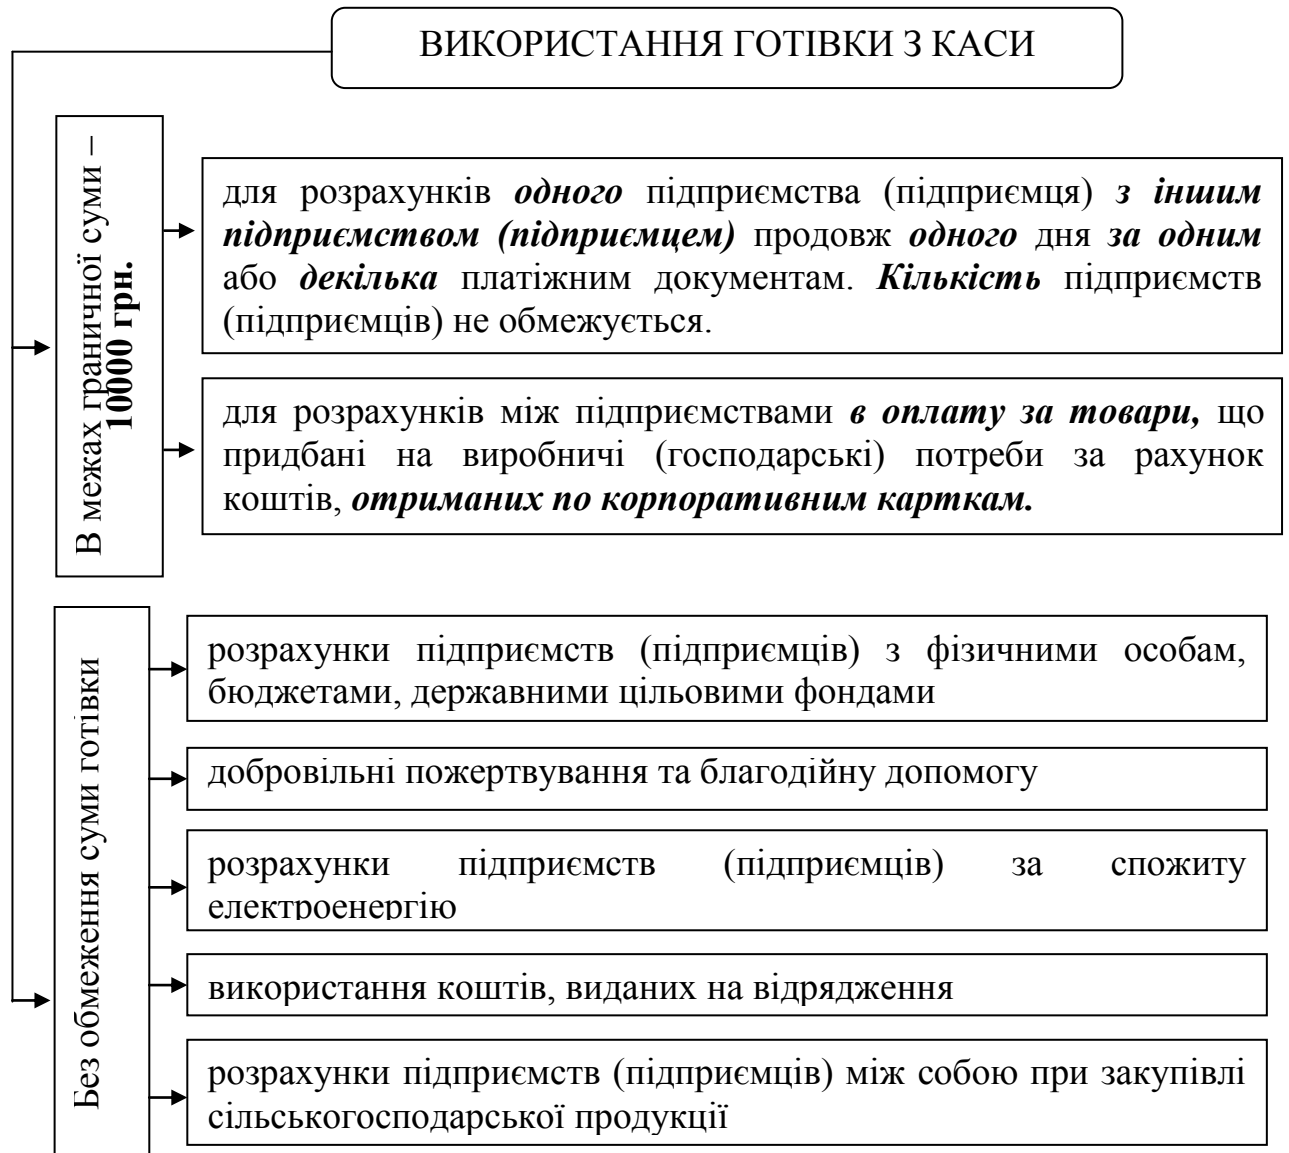 ВИКОРИСТАННЯ ГОТІВКИ З КАСИ
В межах граничної суми –
10000 грн.
для розрахунків одного підприємства (підприємця) з іншим
підприємством (підприємцем) продовж одного дня за одним
або декілька платіжним документам. Кількість підприємств
(підприємців) не обмежується.
для розрахунків між підприємствами в оплату за товари, що
придбані на виробничі (господарські) потреби за рахунок
коштів, отриманих по корпоративним карткам.
Без обмеження суми готівки
розрахунки підприємств (підприємців) з фізичними особам,
бюджетами, державними цільовими фондами
добровільні пожертвування та благодійну допомогу
розрахунки підприємств (підприємців) за спожиту
електроенергію
використання коштів, виданих на відрядження
розрахунки підприємств (підприємців) між собою при закупівлі
сільськогосподарської продукції